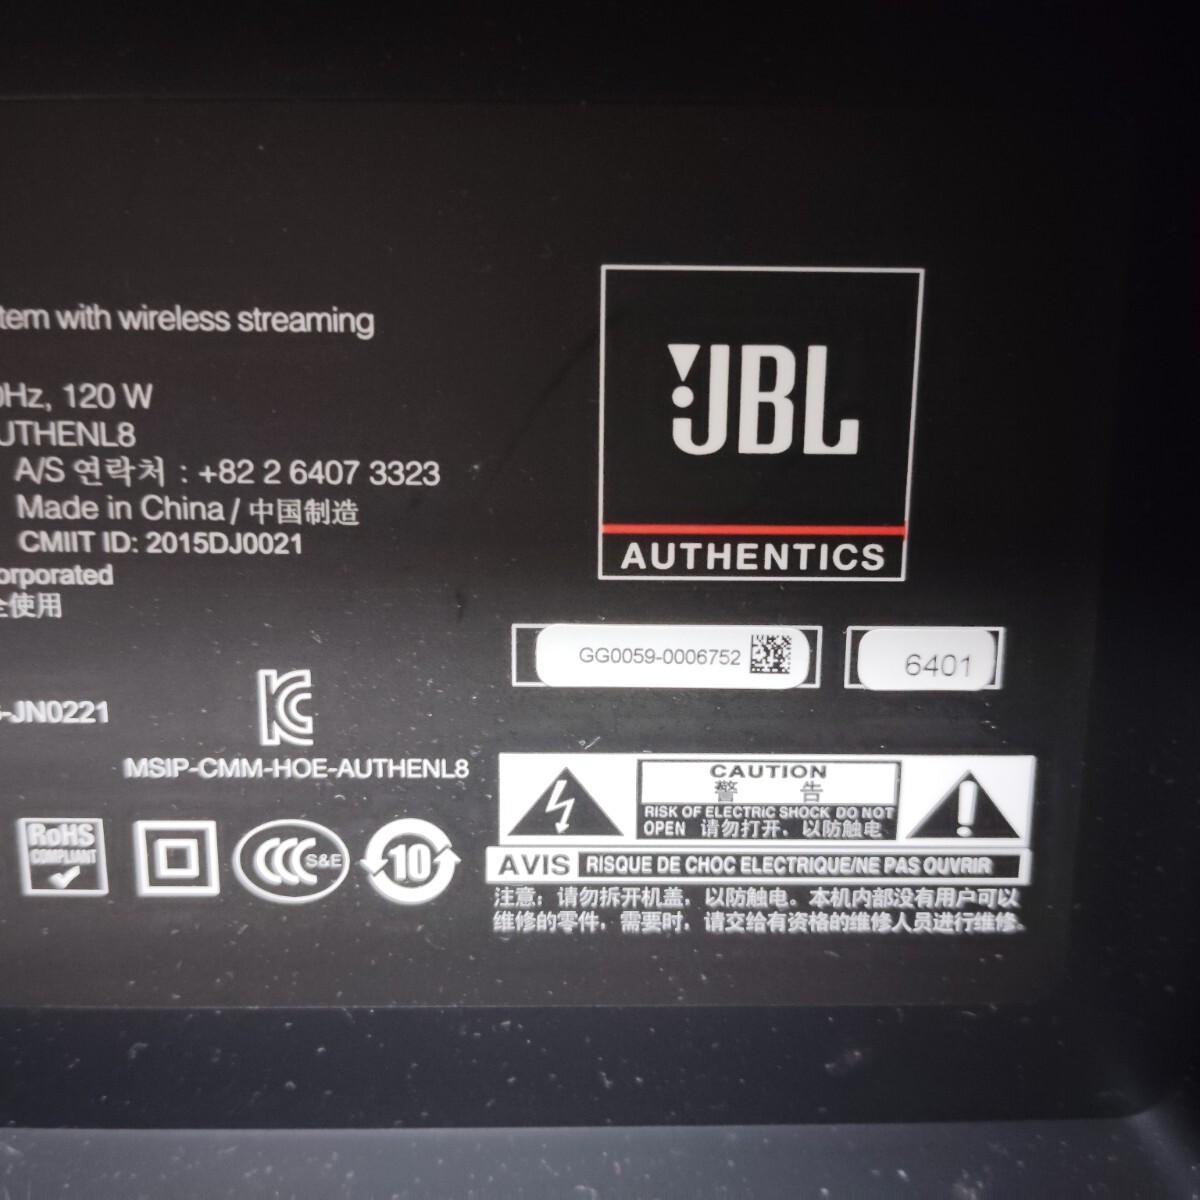 tem with wireless streaming
0Hz, 120 W
UTHENL8
A/S 연락처 : +82 2 6407 3323
Made in China / 中国制造
CMIIT ID: 2015DJ0021
orporated
全使用
-JN0221
MSIP-CMM-HOE-AUTHENL8
RoHS
COMPLIANT
CCC S&E
10
JBL
AUTHENTICS
GG0059-0006752
6401
CAUTION
警 告
RISK OF ELECTRIC SHOCK DO NOT
OPEN 请勿打开，以防触电
AVIS RISQUE DE CHOC ELECTRIQUE/NE PAS OUVRIR
注意：请勿拆开机盖，以防触电。本机内部没有用户可以
维修的零件，需要时，请交给有资格的维修人员进行维修。